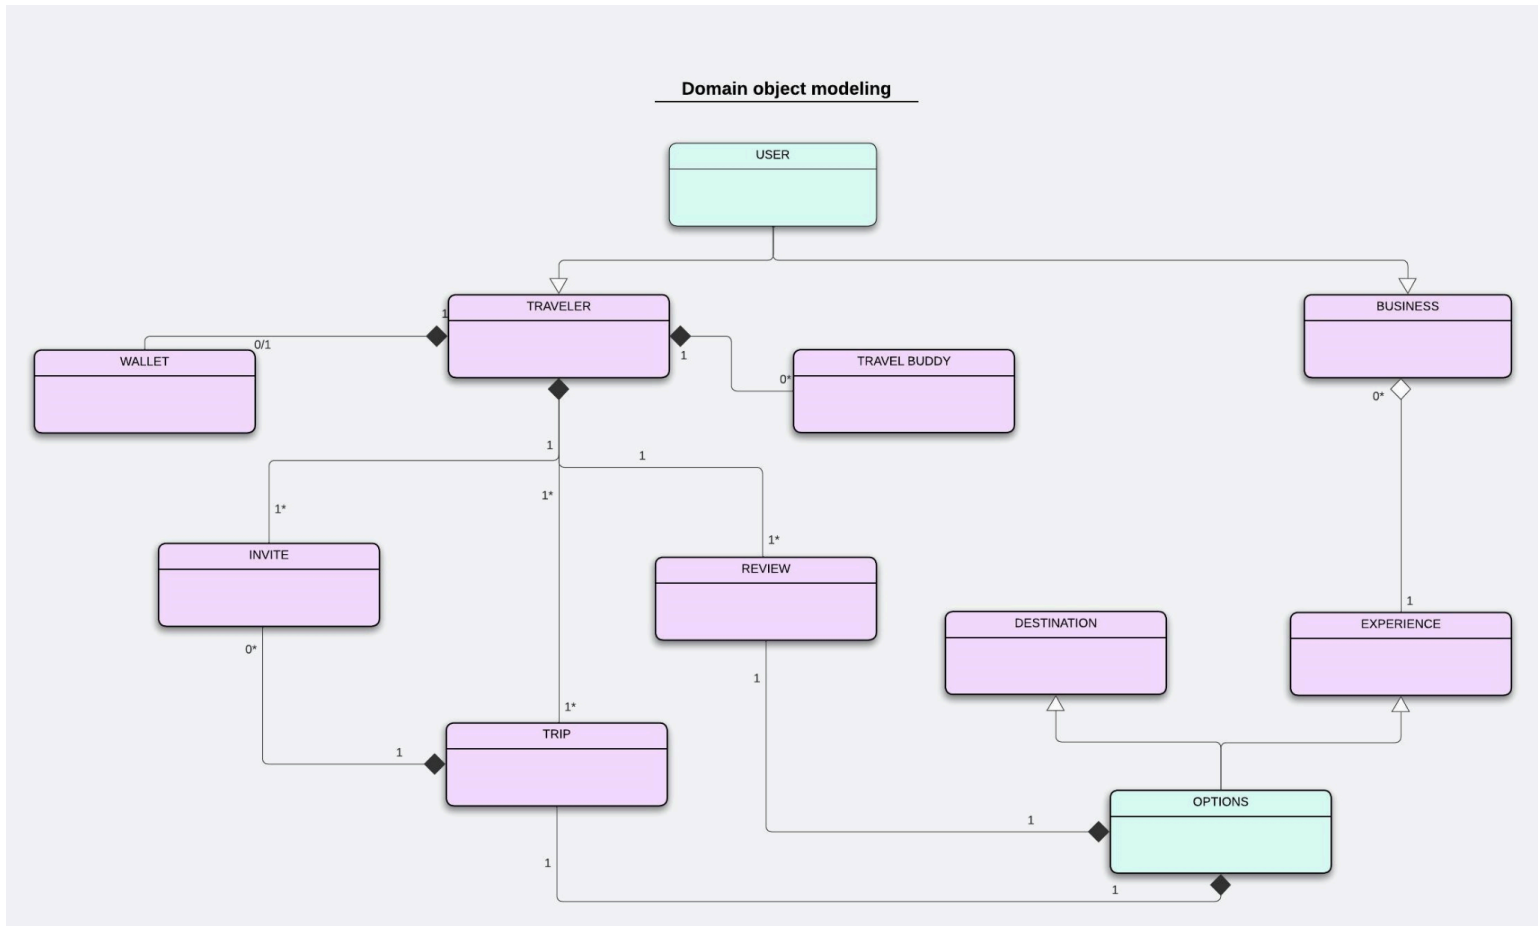 Domain object modeling
USER
TRAVELER
BUSINESS
1
0/1
WALLET
1
TRAVEL BUDDY
0*
0*
1
1
1*
1*
1*
INVITE
REVIEW
1
DESTINATION
EXPERIENCE
0*
1
1*
TRIP
1
OPTIONS
1
1
1